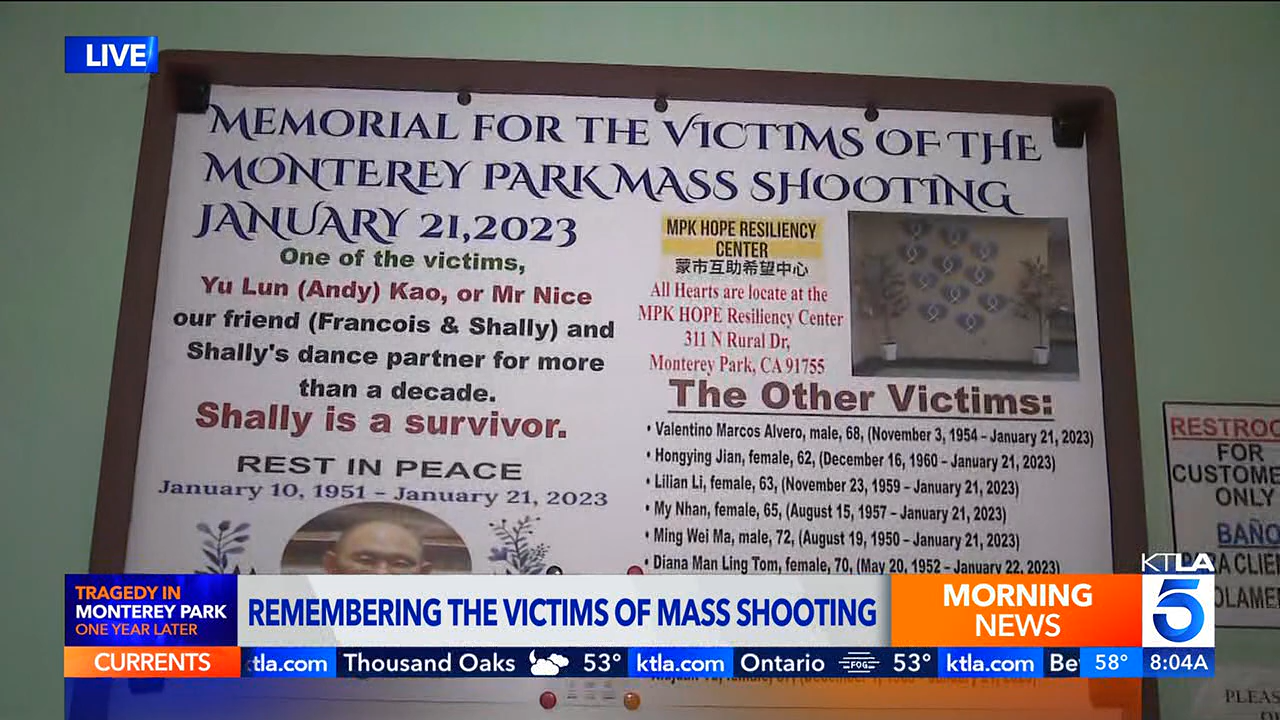 LIVE
MEMORIAL FOR THE VICTIMS OF THE
MONTEREY PARK MASS SHOOTING
JANUARY 21,2023
One of the victims,
Yu Lun (Andy) Kao, or Mr Nice
our friend (Francois & Shally) and
Shally's dance partner for more
than a decade.
Shally is a survivor.
REST IN PEACE
January 10, 1951 – January 21, 2023
MPK HOPE RESILIENCY
CENTER
蒙市互助希望中心
All Hearts are locate at the
MPK HOPE Resiliency Center
311 N Rural Dr,
Monterey Park, CA 91755
The Other Victims:
• Valentino Marcos Alvero, male, 68, (November 3, 1954 – January 21, 2023)
• Hongying Jian, female, 62, (December 16, 1960 – January 21, 2023)
• Lilian Li, female, 63, (November 23, 1959 – January 21, 2023)
• My Nhan, female, 65, (August 15, 1957 – January 21, 2023)
• Ming Wei Ma, male, 72, (August 19, 1950 – January 21, 2023)
• Diana Man Ling Tom, female, 70, (May 20, 1952 – January 22, 2023)
RESTROO
FOR
CUSTOME
ONLY
BAÑO
PARA CLIE
OLAME
PLEAS
KTLA
5
TRAGEDY IN
MONTEREY PARK
ONE YEAR LATER
REMEMBERING THE VICTIMS OF MASS SHOOTING
MORNING
NEWS
CURRENTS
tla.com Thousand Oaks 53° ktla.com Ontario FOG 53° ktla.com Be 58° 8:04A